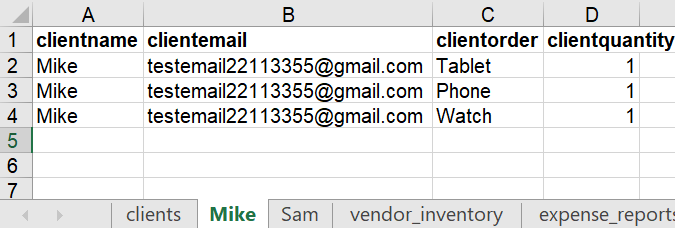 A B C D
1 clientname clientemail clientorder clientquantity
2 Mike testemail22113355@gmail.com Tablet 1
3 Mike testemail22113355@gmail.com Phone 1
4 Mike testemail22113355@gmail.com Watch 1
5
6
7
clients Mike Sam vendor_inventory expense_reports